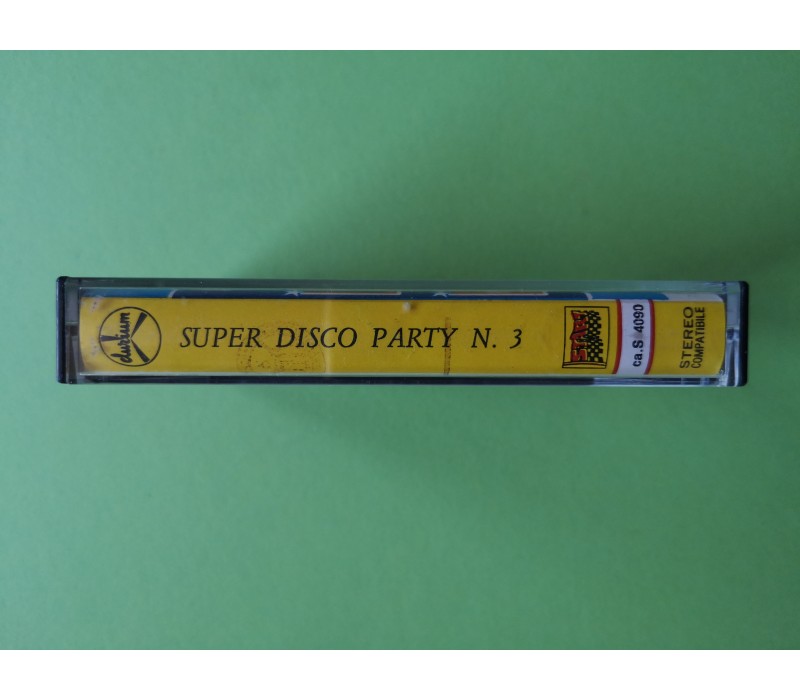 durium
SUPER DISCO PARTY N. 3
START
ca.S 4090
STEREO
COMPATIBILE